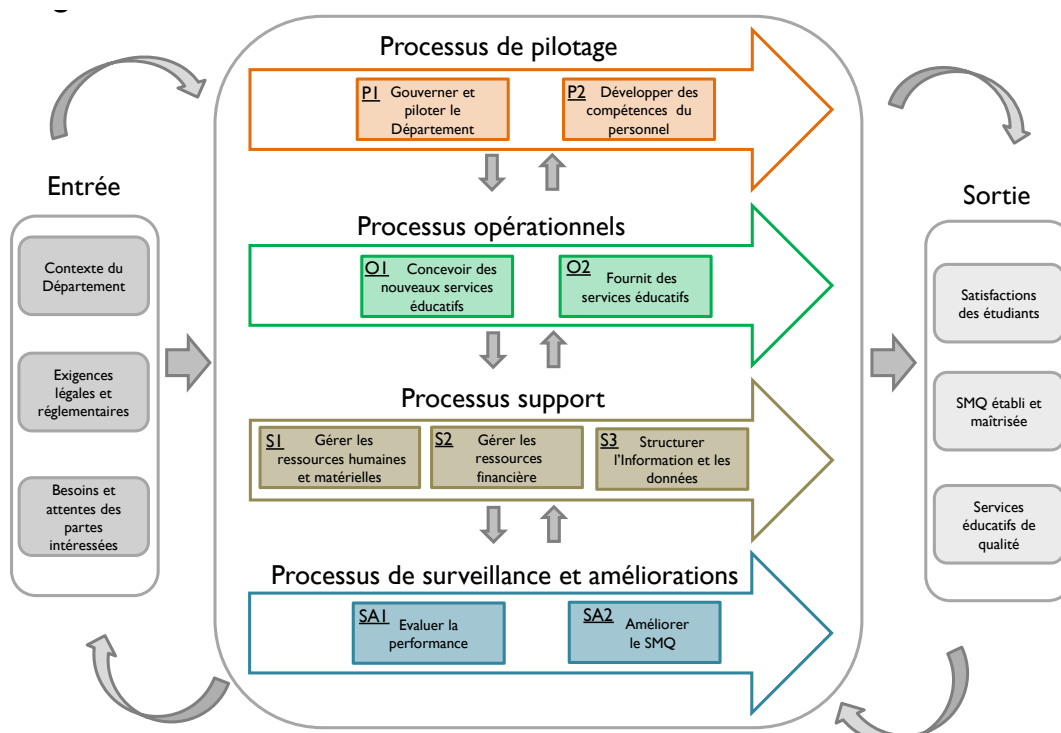 Processus de pilotage
P1 Gouverner et
piloter le
Département
P2 Développer des
compétences du
personnel
Entrée
Contexte du
Département
Exigences
légales et
réglementaires
Besoins et
attentes des
partes
intéressées
Processus opérationnels
O1 Concevoir des
nouveaux services
éducatifs
O2 Fournit des
services éducatifs
Processus support
S1 Gérer les
ressources humaines
et matérielles
S2 Gérer les
ressources
financière
S3 Structurer
l'Information et les
données
Processus de surveillance et améliorations
SA1 Evaluer la
performance
SA2 Améliorer
le SMQ
Sortie
Satisfactions
des étudiants
SMQ établi et
maîtrisée
Services
éducatifs de
qualité